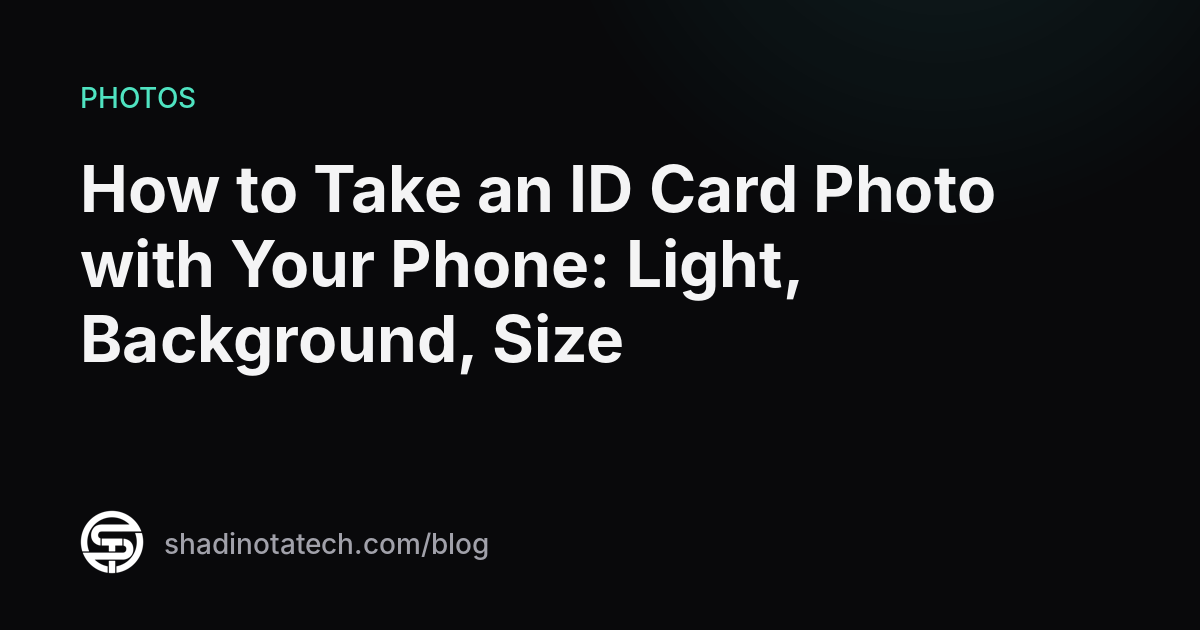 PHOTOS
How to Take an ID Card Photo
with Your Phone: Light,
Background, Size
shadinotatech.com/blog